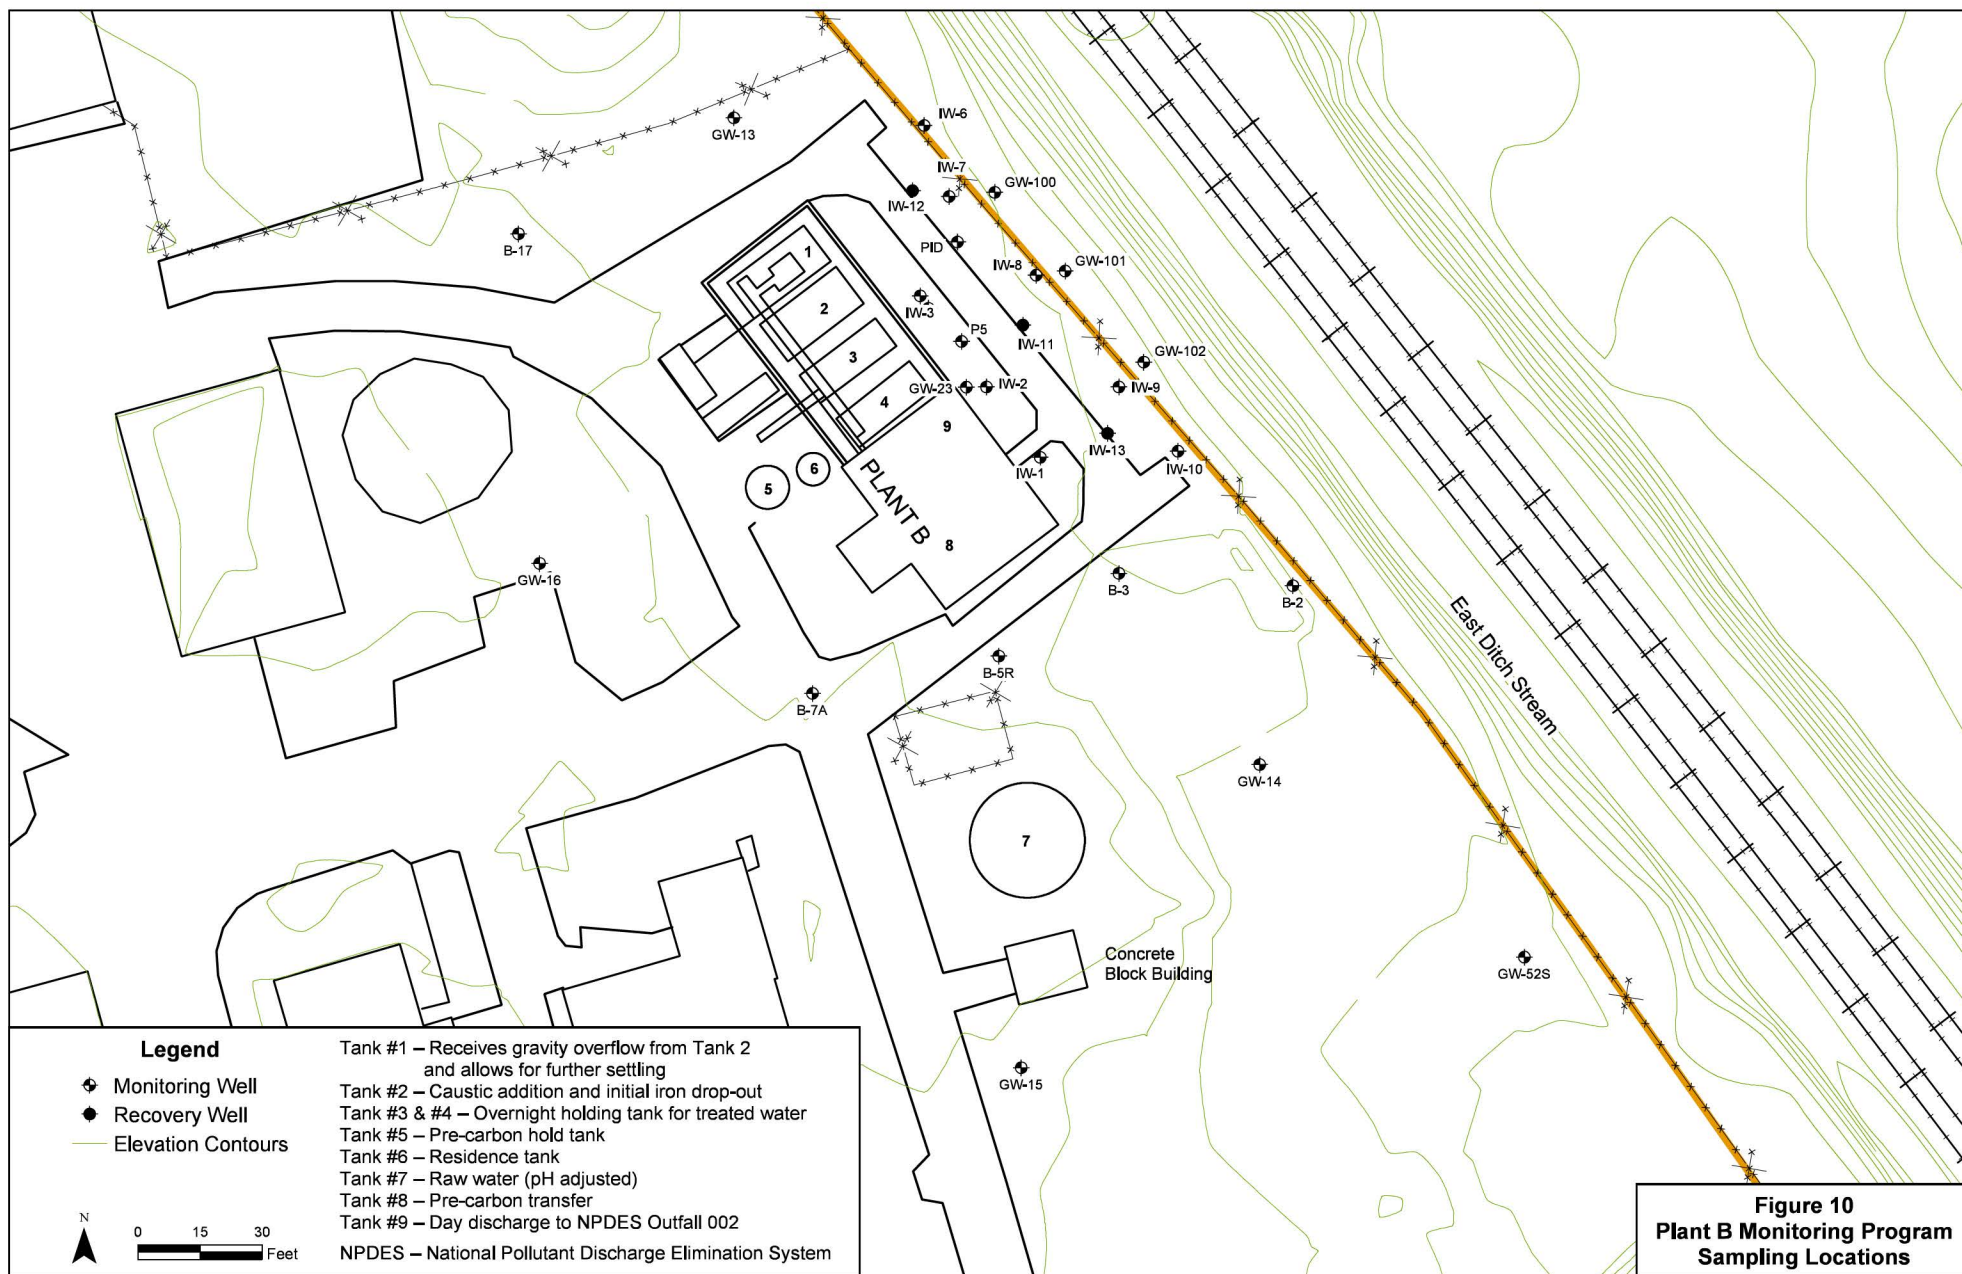 IW-6
GW-13
IW-7
GW-100
IW-12
B-17
PID
GW-101
IW-8
1
2
IW-3
P5
IW-11
3
GW-102
GW-23
IW-2
IW-9
4
9
IW-13
IW-10
IW-1
6
5
PLANT B
8
GW-16
B-3
B-2
East Ditch Stream
B-5R
B-7A
GW-14
7
Concrete
Block Building
GW-52S
GW-15
Legend
Monitoring Well
Recovery Well
Elevation Contours
N
0 15 30
Feet
Tank #1 – Receives gravity overflow from Tank 2
and allows for further settling
Tank #2 – Caustic addition and initial iron drop-out
Tank #3 & #4 – Overnight holding tank for treated water
Tank #5 – Pre-carbon hold tank
Tank #6 – Residence tank
Tank #7 – Raw water (pH adjusted)
Tank #8 – Pre-carbon transfer
Tank #9 – Day discharge to NPDES Outfall 002
NPDES – National Pollutant Discharge Elimination System
Figure 10
Plant B Monitoring Program
Sampling Locations